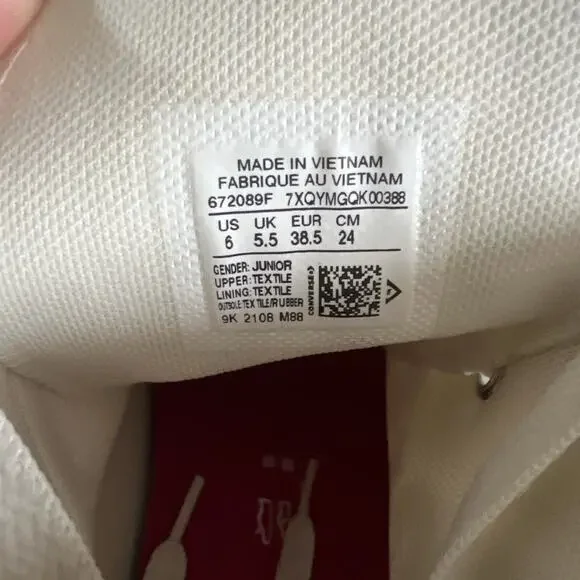 MADE IN VIETNAM
FABRIQUE AU VIETNAM
672089F 7XQYMGQK00388
US UK EUR CM
6 5.5 38.5 24
GENDER: JUNIOR
UPPER: TEXTILE
LINING: TEXTILE
OUTSOLE: TEXTILE/RUBBER
9K 2108 M88
CONVERSE